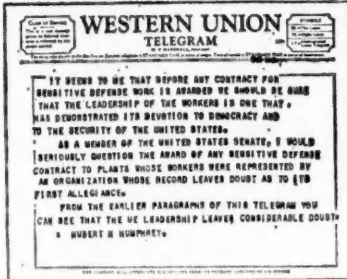 WESTERN UNION
TELEGRAM
CLASS OF SERVICE
SYMBOLS
IT SEEMS TO ME THAT BEFORE ANY CONTRACT FOR
SENSITIVE DEFENSE WORK IS AWARDED WE SHOULD BE SURE
THAT THE LEADERSHIP OF THE WORKERS IS ONE THAT
HAS DEMONSTRATED ITS DEVOTION TO DEMOCRACY AND
TO THE SECURITY OF THE UNITED STATES.
AS A MEMBER OF THE UNITED STATES SENATE, I WOULD
SERIOUSLY QUESTION THE AWARD OF ANY SENSITIVE DEFENSE
CONTRACT TO PLANTS WHOSE WORKERS WERE REPRESENTED BY
AN ORGANIZATION WHOSE RECORD LEAVES DOUBT AS TO ITS
FIRST ALLEGIANCE.
FROM THE EARLIER PARAGRAPHS OF THIS TELEGRAM YOU
CAN SEE THAT THE UE LEADERSHIP LEAVES CONSIDERABLE DOUBT.
HUBERT H HUMPHREY.